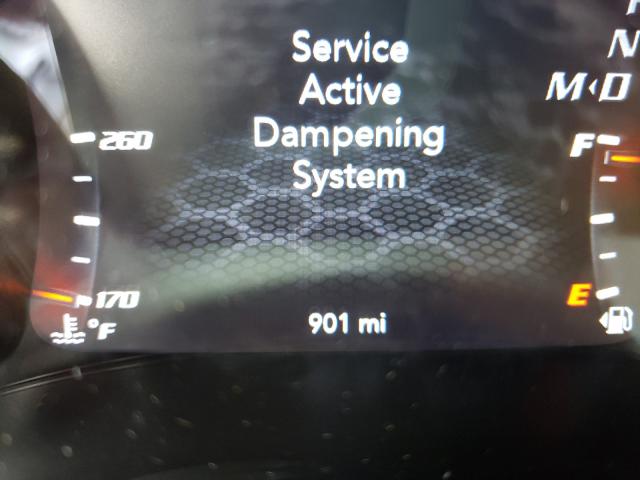 Service
Active
Dampening
System
N
M◂D
260
F
170
E
°F
901 mi